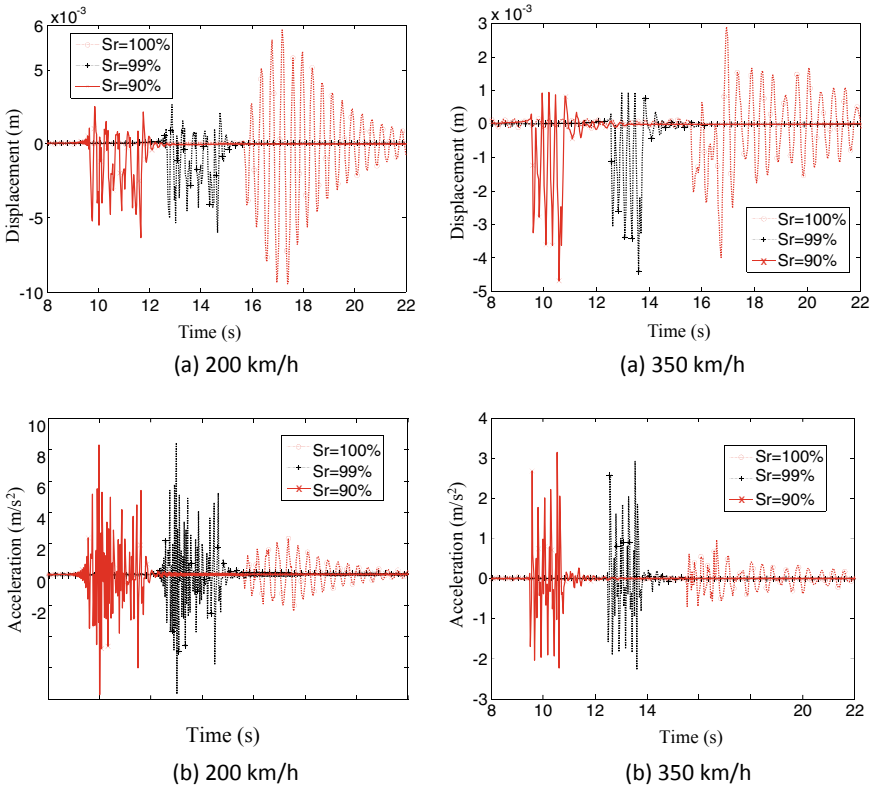 ×10⁻³
6
3
0
-5
-10
Displacement (m)
Sr=100%
Sr=99%
Sr=90%
8 10 12 14 16 18 20 22
Time (s)
(a) 200 km/h
×10⁻³
3
2
1
0
-1
-2
-3
-4
-5
Displacement (m)
Sr=100%
Sr=99%
Sr=90%
8 10 12 14 16 18 20 22
Time (s)
(a) 350 km/h
10
8
6
4
2
0
-2
Acceleration (m/s²)
Sr=100%
Sr=99%
Sr=90%
Time (s)
(b) 200 km/h
4
3
2
1
0
-1
-2
-3
Acceleration (m/s²)
Sr=100%
Sr=99%
Sr=90%
8 10 12 14 20 22
Time (s)
(b) 350 km/h